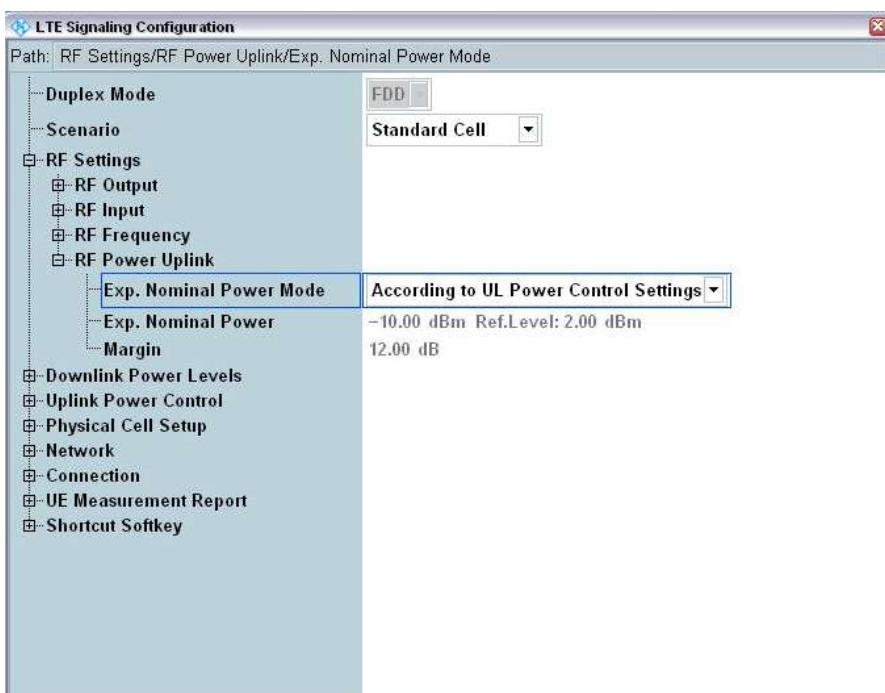 LTE Signaling Configuration
Path: RF Settings/RF Power Uplink/Exp. Nominal Power Mode
Duplex Mode FDD
Scenario Standard Cell
RF Settings
RF Output
RF Input
RF Frequency
RF Power Uplink
Exp. Nominal Power Mode According to UL Power Control Settings
Exp. Nominal Power -10.00 dBm Ref.Level: 2.00 dBm
Margin 12.00 dB
Downlink Power Levels
Uplink Power Control
Physical Cell Setup
Network
Connection
UE Measurement Report
Shortcut Softkey